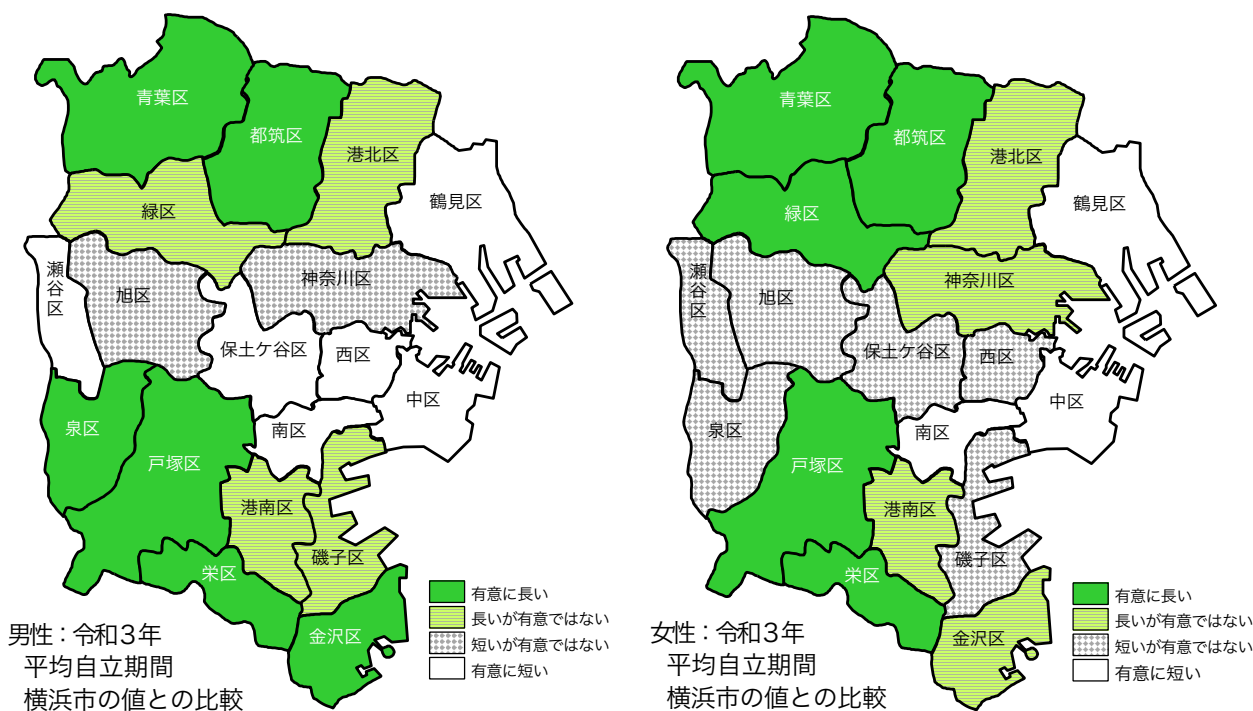 青葉区
都筑区
港北区
緑区
鶴見区
瀬谷区
旭区
神奈川区
保土ケ谷区
西区
中区
泉区
南区
戸塚区
港南区
磯子区
栄区
金沢区
有意に長い
長いが有意ではない
短いが有意ではない
有意に短い
男性：令和３年
平均自立期間
横浜市の値との比較
青葉区
都筑区
港北区
緑区
鶴見区
瀬谷区
旭区
神奈川区
保土ケ谷区
西区
中区
泉区
南区
戸塚区
港南区
磯子区
栄区
金沢区
有意に長い
長いが有意ではない
短いが有意ではない
有意に短い
女性：令和３年
平均自立期間
横浜市の値との比較